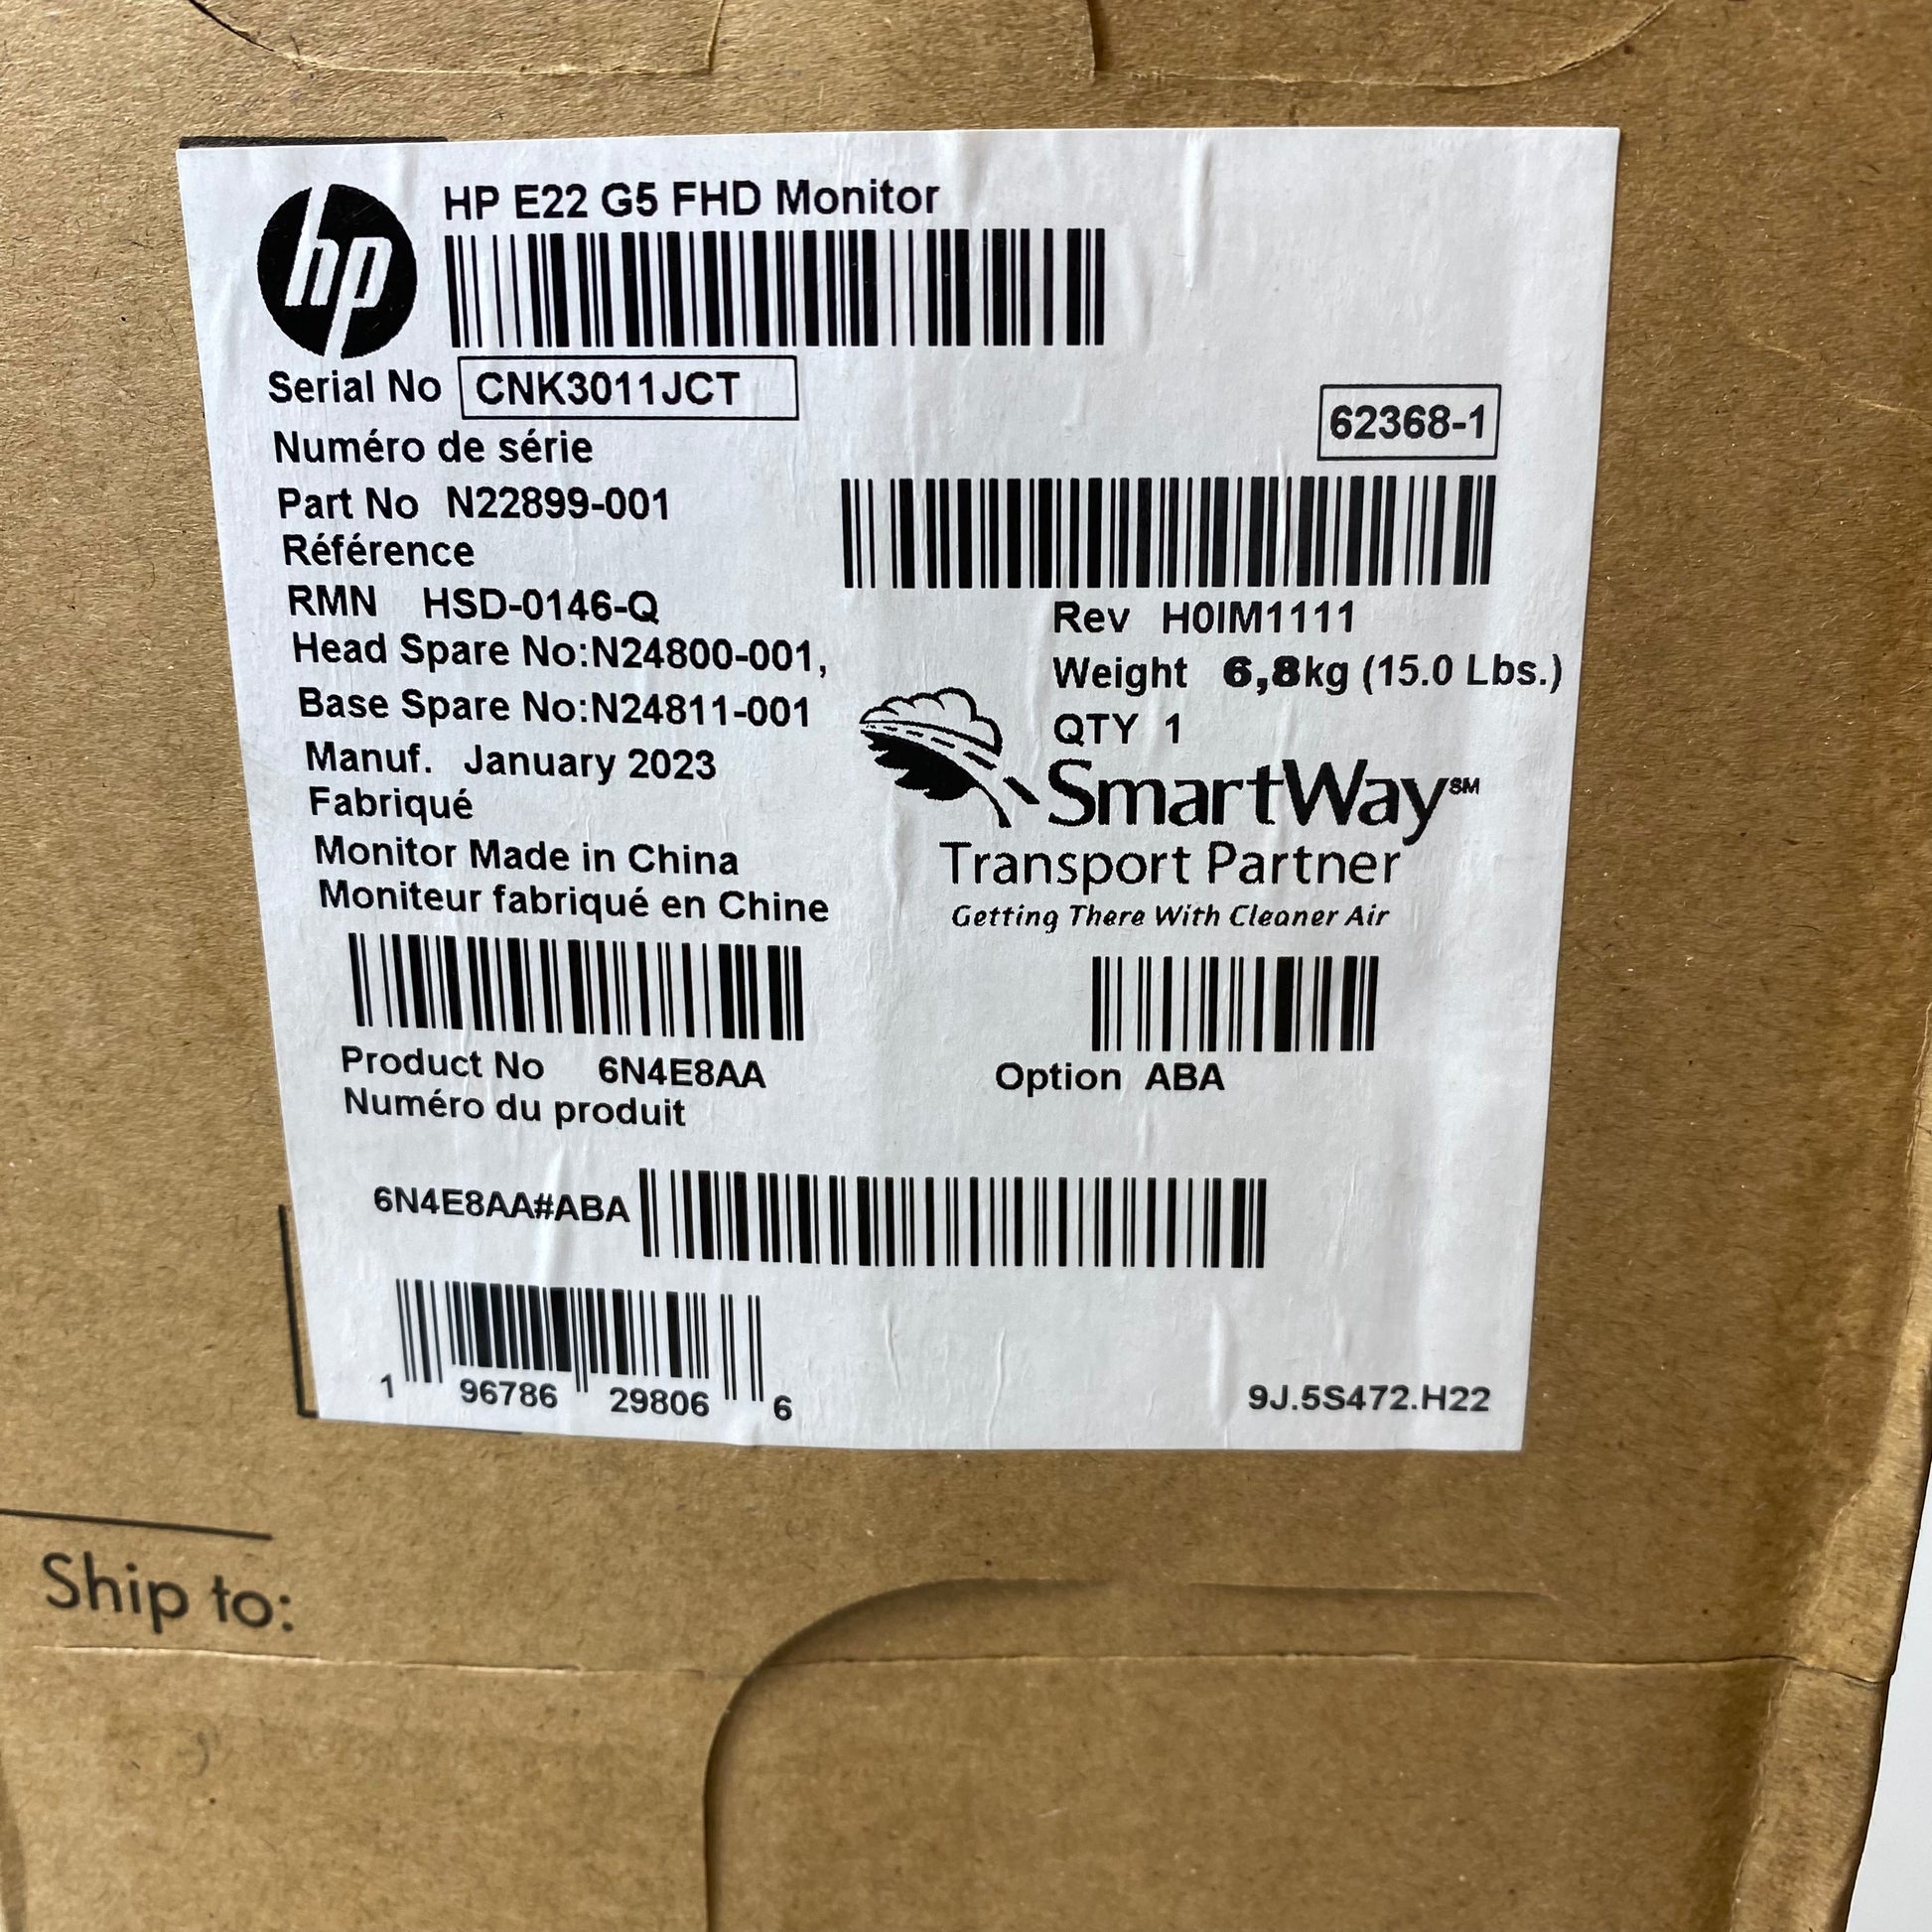 hp
HP E22 G5 FHD Monitor
Serial No CNK3011JCT
62368-1
Numéro de série
Part No N22899-001
Référence
RMN HSD-0146-Q
Rev H0IM1111
Head Spare No:N24800-001,
Weight 6,8kg (15.0 Lbs.)
Base Spare No:N24811-001
QTY 1
Manuf. January 2023
SmartWay℠
Fabriqué
Transport Partner
Monitor Made in China
Getting There With Cleaner Air
Moniteur fabriqué en Chine
Product No 6N4E8AA
Option ABA
Numéro du produit
6N4E8AA#ABA
1 96786 29806 6
9J.5S472.H22
Ship to: